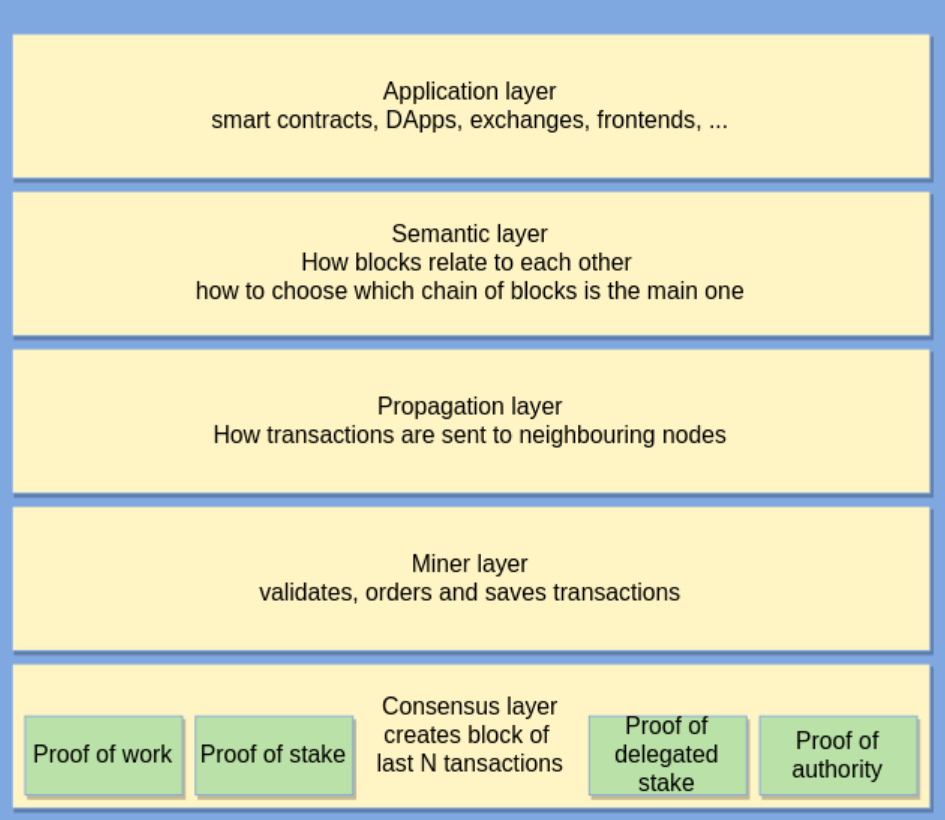 Application layer
smart contracts, DApps, exchanges, frontends, ...
Semantic layer
How blocks relate to each other
how to choose which chain of blocks is the main one
Propagation layer
How transactions are sent to neighbouring nodes
Miner layer
validates, orders and saves transactions
Consensus layer
creates block of
last N tansactions
Proof of work
Proof of stake
Proof of
delegated
stake
Proof of
authority